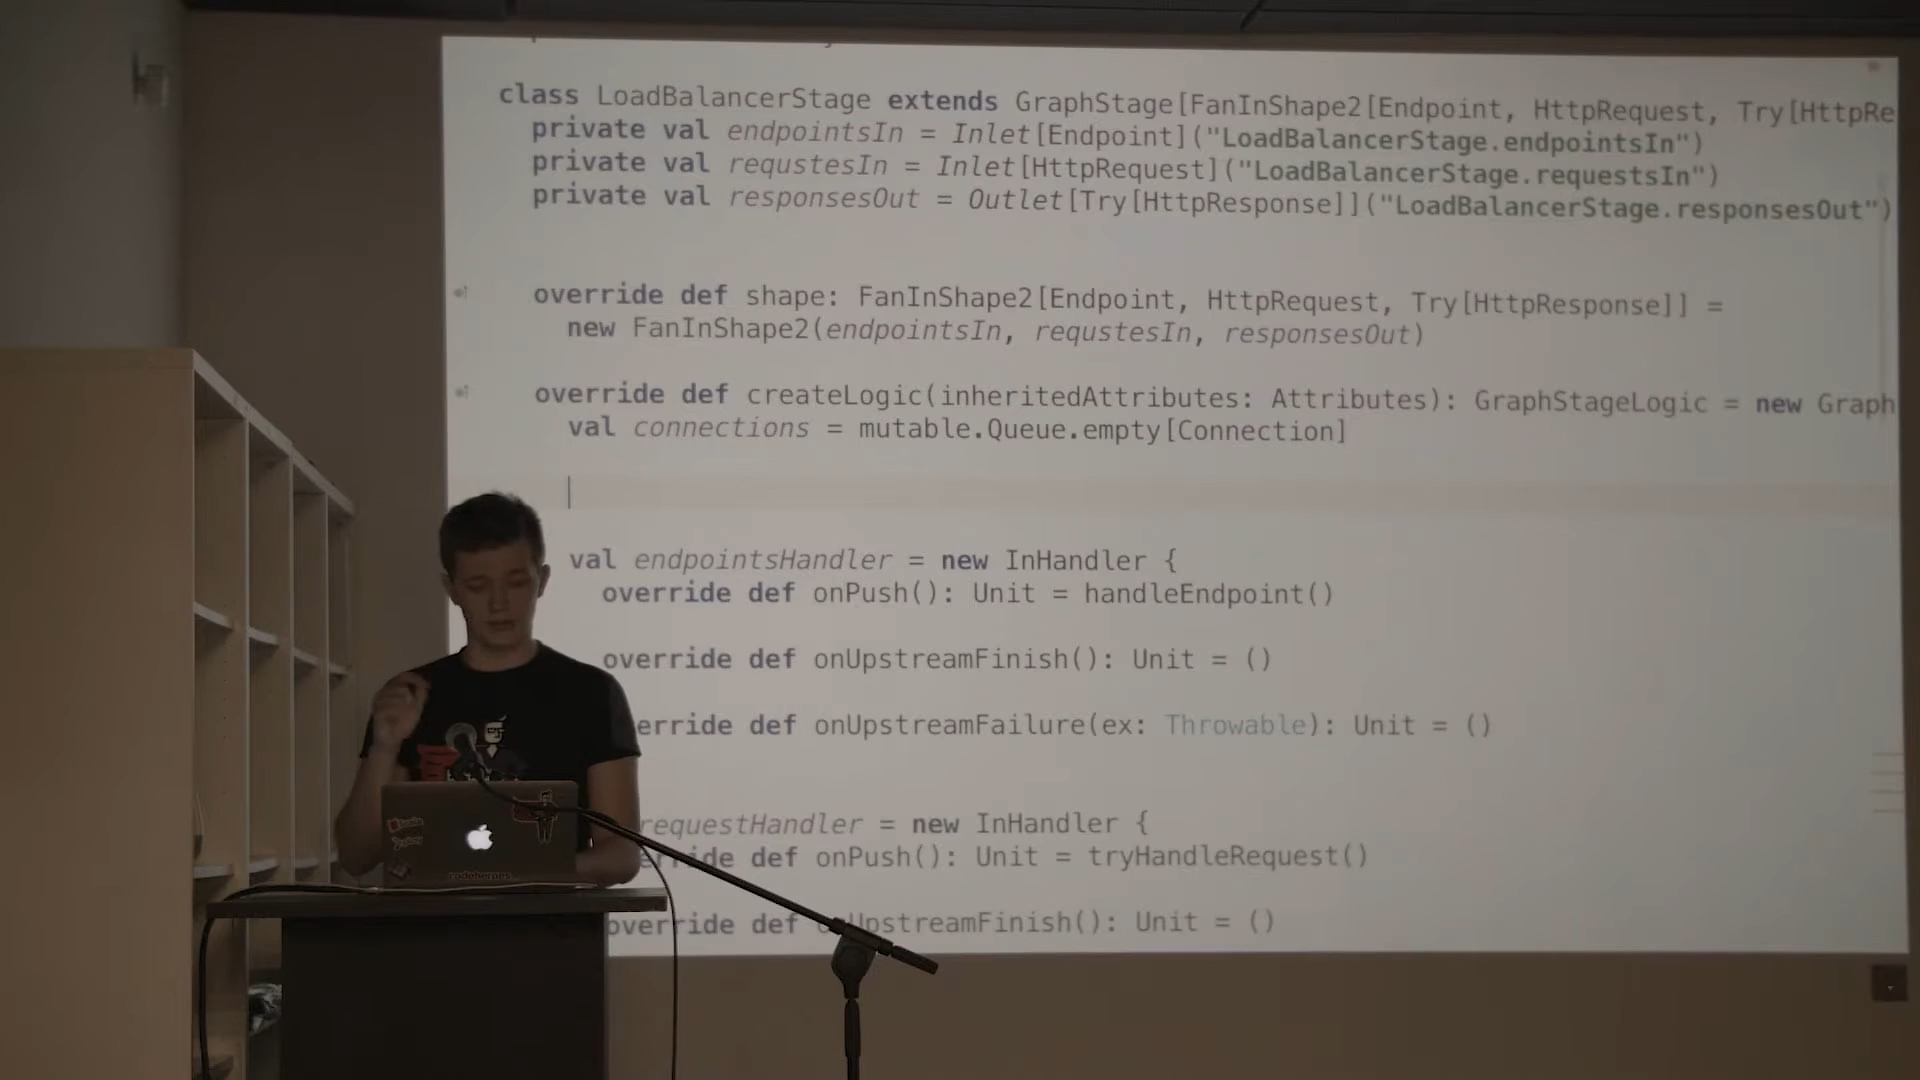 class LoadBalancerStage extends GraphStage[FanInShape2[Endpoint, HttpRequest, Try[HttpRe
private val endpointsIn = Inlet[Endpoint]("LoadBalancerStage.endpointsIn")
private val requstesIn = Inlet[HttpRequest]("LoadBalancerStage.requestsIn")
private val responsesOut = Outlet[Try[HttpResponse]]("LoadBalancerStage.responsesOut")
override def shape: FanInShape2[Endpoint, HttpRequest, Try[HttpResponse]] =
new FanInShape2(endpointsIn, requstesIn, responsesOut)
override def createLogic(inheritedAttributes: Attributes): GraphStageLogic = new Graph
val connections = mutable.Queue.empty[Connection]
val endpointsHandler = new InHandler {
override def onPush(): Unit = handleEndpoint()
override def onUpstreamFinish(): Unit = ()
erride def onUpstreamFailure(ex: Throwable): Unit = ()
requestHandler = new InHandler {
erride def onPush(): Unit = tryHandleRequest()
override def onUpstreamFinish(): Unit = ()
codeheroes